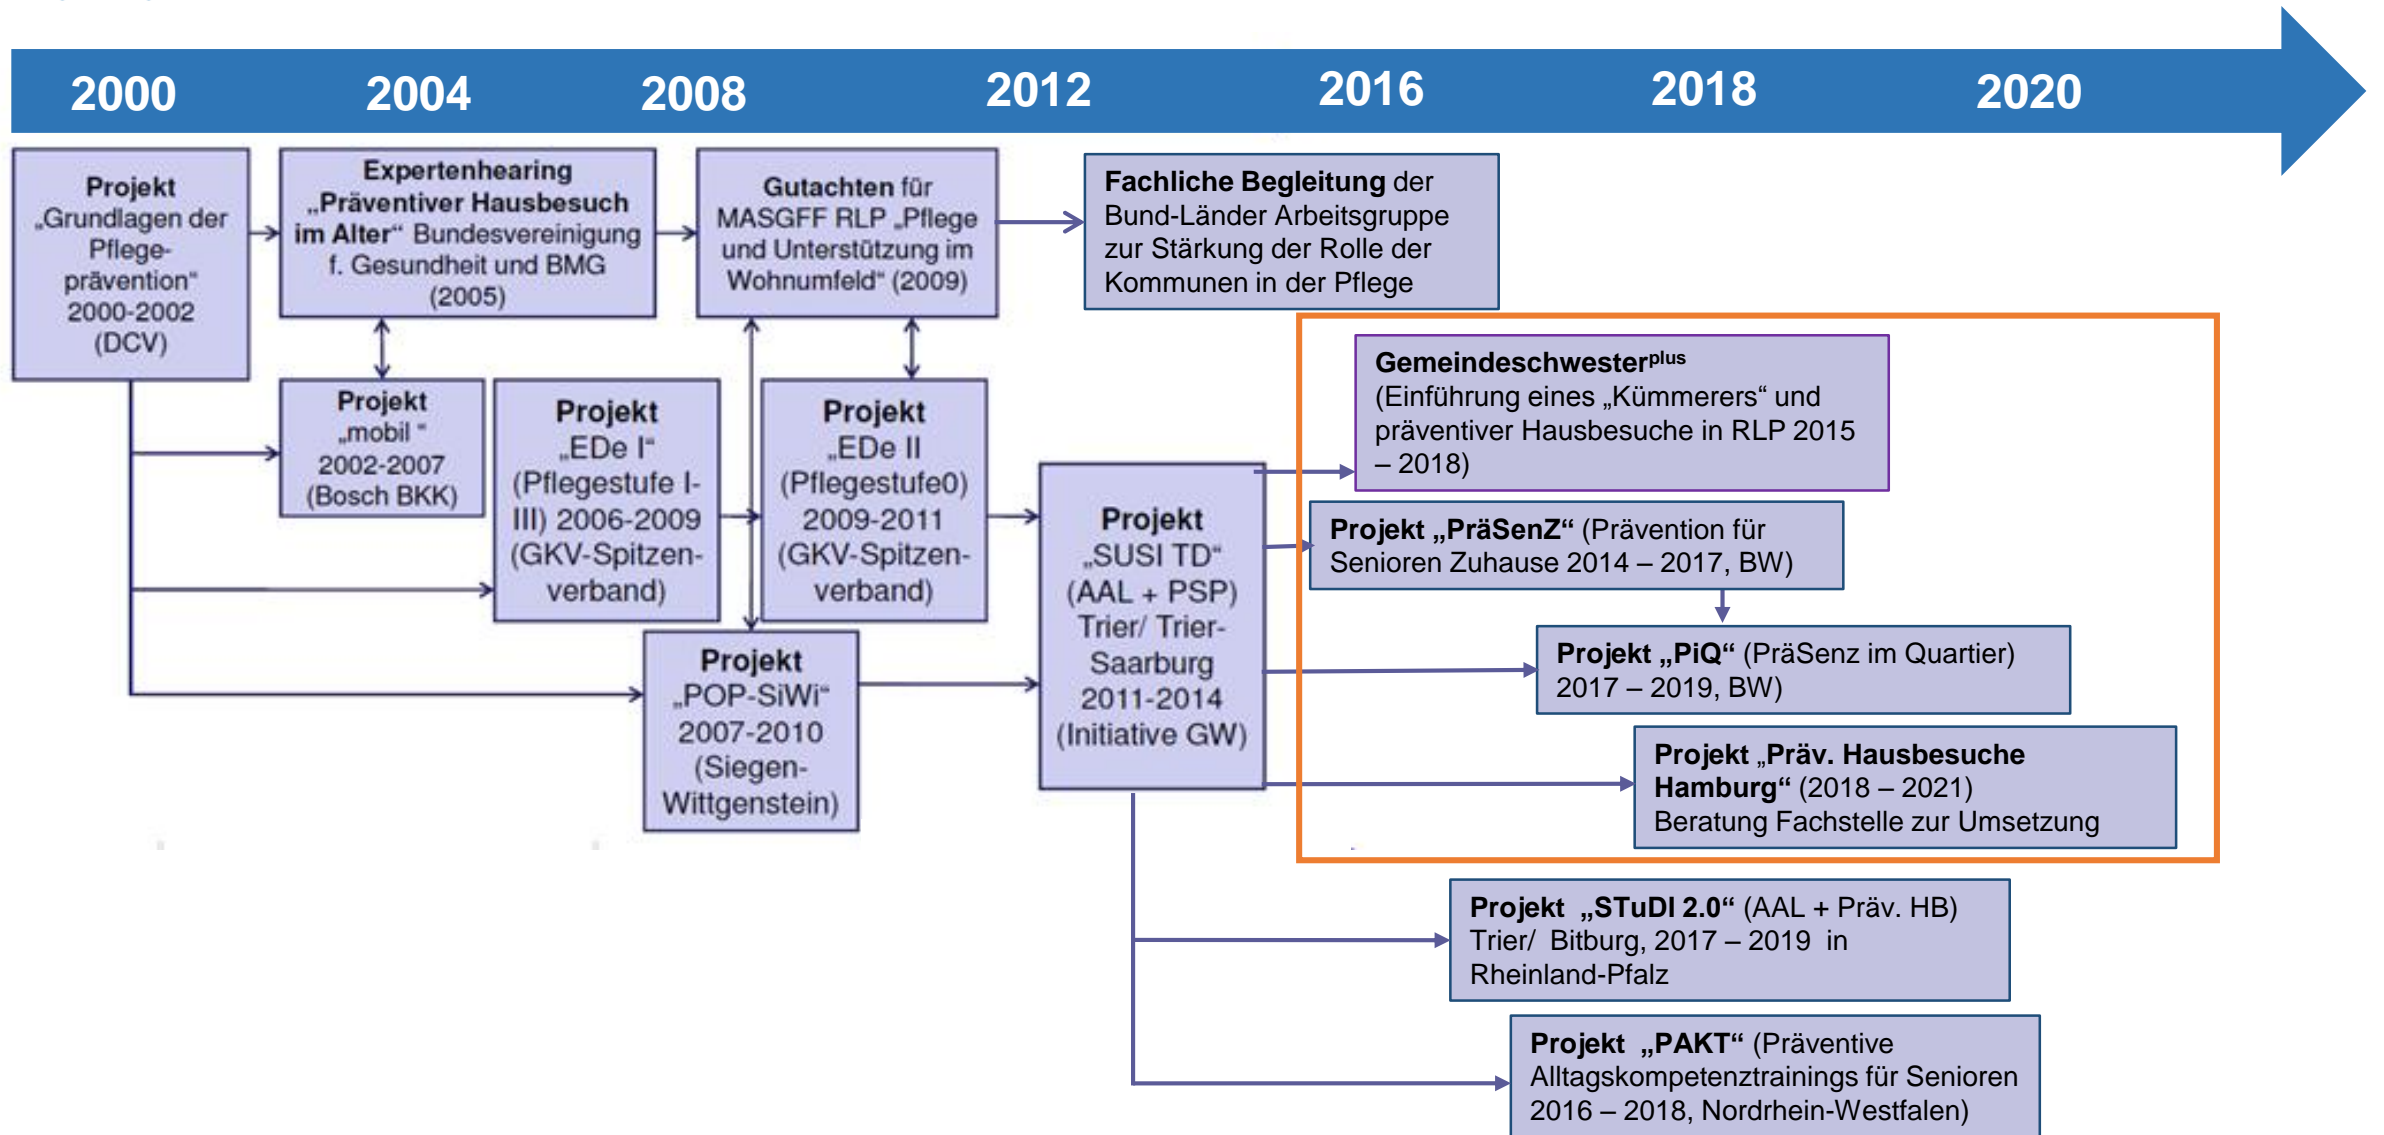 2000 2004 2008 2012 2016 2018 2020
Projekt
„Grundlagen der
Pflege-
prävention“
2000-2002
(DCV)
Expertenhearing
„Präventiver Hausbesuch
im Alter“ Bundesvereinigung
f. Gesundheit und BMG
(2005)
Gutachten für
MASGFF RLP „Pflege
und Unterstützung im
Wohnumfeld“ (2009)
Fachliche Begleitung der
Bund-Länder Arbeitsgruppe
zur Stärkung der Rolle der
Kommunen in der Pflege
Projekt
„mobil “
2002-2007
(Bosch BKK)
Projekt
„EDe I“
(Pflegestufe I-
III) 2006-2009
(GKV-Spitzen-
verband)
Projekt
„EDe II
(Pflegestufe0)
2009-2011
(GKV-Spitzen-
verband)
Projekt
„POP-SiWi“
2007-2010
(Siegen-
Wittgenstein)
Projekt
„SUSI TD“
(AAL + PSP)
Trier/ Trier-
Saarburg
2011-2014
(Initiative GW)
Gemeindeschwesterplus
(Einführung eines „Kümmerers“ und
präventiver Hausbesuche in RLP 2015
– 2018)
Projekt „PräSenZ“ (Prävention für
Senioren Zuhause 2014 – 2017, BW)
Projekt „PiQ“ (PräSenz im Quartier)
2017 – 2019, BW)
Projekt „Präv. Hausbesuche
Hamburg“ (2018 – 2021)
Beratung Fachstelle zur Umsetzung
Projekt „STuDI 2.0“ (AAL + Präv. HB)
Trier/ Bitburg, 2017 – 2019 in
Rheinland-Pfalz
Projekt „PAKT“ (Präventive
Alltagskompetenztrainings für Senioren
2016 – 2018, Nordrhein-Westfalen)